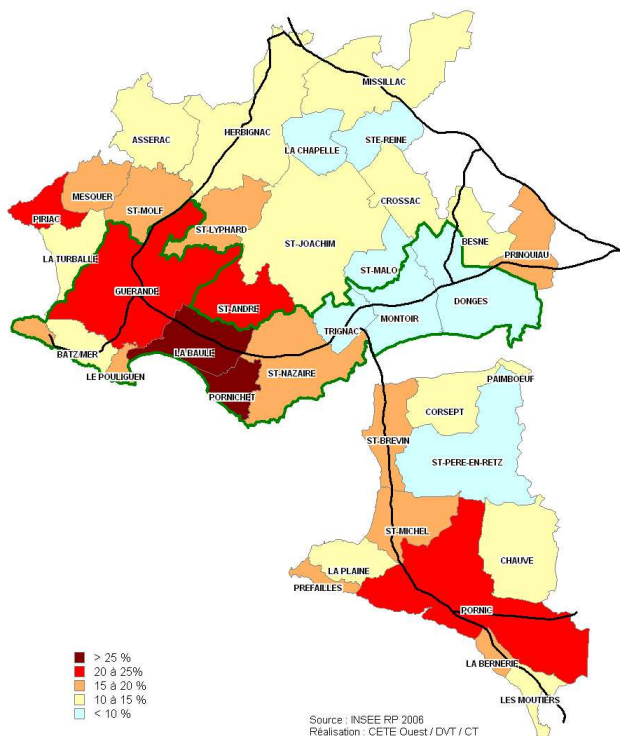 MISSILLAC
HERBIGNAC
ASSERAC
LA CHAPELLE
STE-REINE
MESQUER
ST-MOLF
PIRIAC
CROSSAC
ST-LYPHARD
ST-JOACHIM
BESNE
PRINQUIAU
LA TURBALLE
ST-MALO
GUERANDE
ST-ANDRE
DONGES
MONTOIR
TRIGNAC
BATZ/MER
LA BAULE
LE POULIGUEN
ST-NAZAIRE
PORNICHET
PAIMBOEUF
CORSEPT
ST-BREVIN
ST-PERE-EN-RETZ
ST-MICHEL
CHAUVE
LA PLAINE
PREFAILLES
PORNIC
LA BERNERIE
LES MOUTIERS
> 25 %
20 à 25%
15 à 20 %
10 à 15 %
< 10 %
Source : INSEE RP 2006
Réalisation : CETE Ouest / DVT / CT